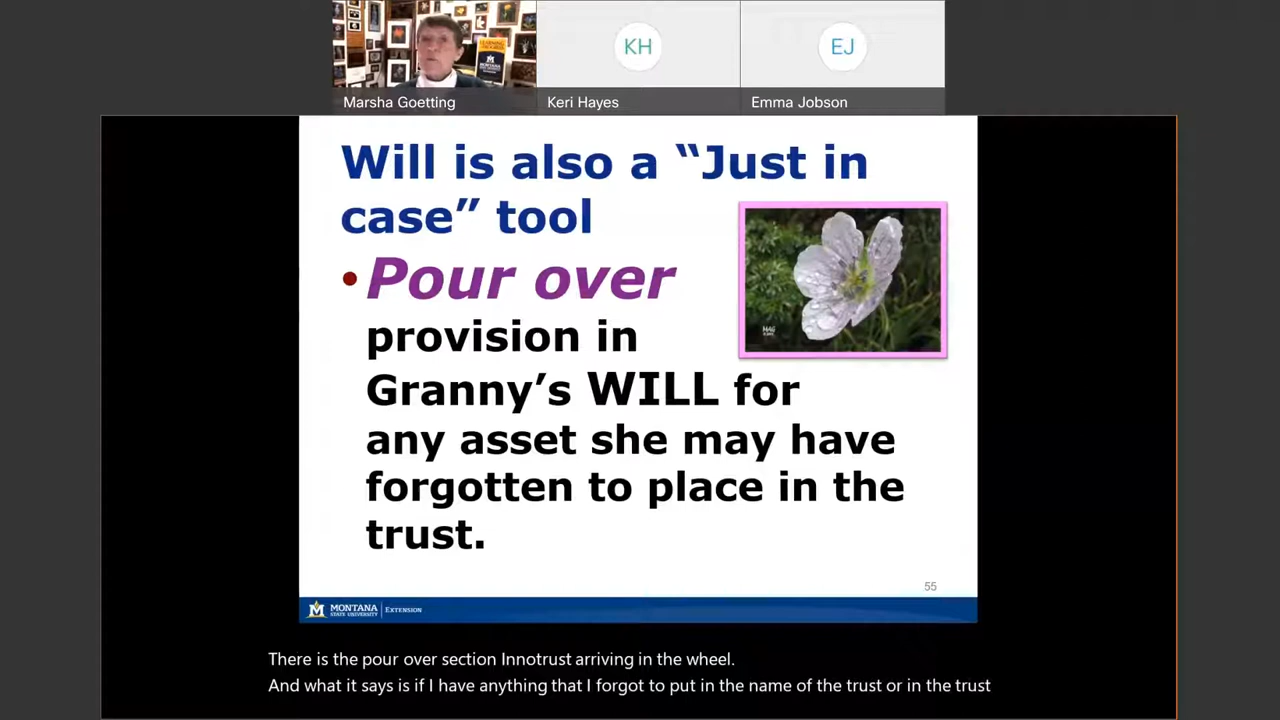 LEARNING
MONTANA
KH
EJ
Marsha Goetting
Keri Hayes
Emma Jobson
Will is also a “Just in
case” tool
•Pour over
provision in
Granny’s WILL for
any asset she may have
forgotten to place in the
trust.
55
M MONTANA
STATE UNIVERSITY
EXTENSION
There is the pour over section Innotrust arriving in the wheel.
And what it says is if I have anything that I forgot to put in the name of the trust or in the trust